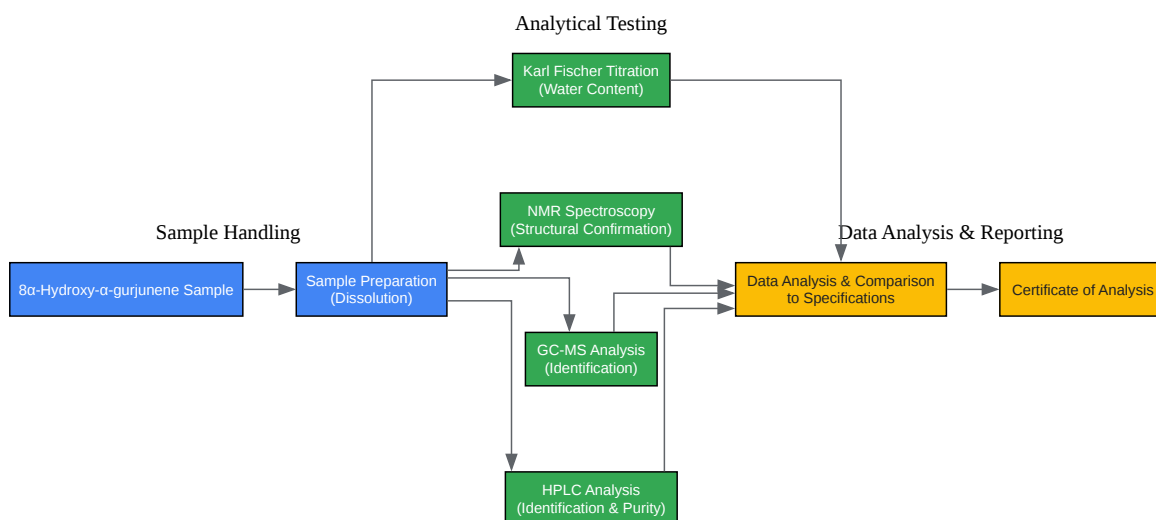 Analytical Testing
Karl Fischer Titration
(Water Content)
NMR Spectroscopy
(Structural Confirmation)
Sample Handling
Data Analysis & Reporting
8α-Hydroxy-α-gurjunene Sample
Sample Preparation
(Dissolution)
Data Analysis & Comparison
to Specifications
Certificate of Analysis
GC-MS Analysis
(Identification)
HPLC Analysis
(Identification & Purity)